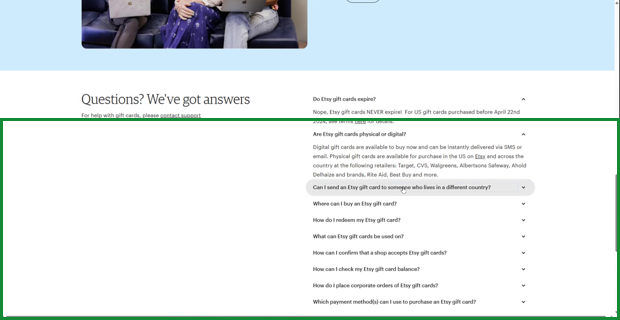 Questions? We've got answers
For help with gift cards, please contact support
Do Etsy gift cards expire?
Nope, Etsy gift cards NEVER expire! For US gift cards purchased before April 22nd
2024, see terms here for details.
Are Etsy gift cards physical or digital?
Digital gift cards are available to buy now and can be instantly delivered via SMS or
email. Physical gift cards are available for purchase in the US on Etsy and across the
country at the following retailers: Target, CVS, Walgreens, Albertsons Safeway, Ahold
Delhaize and brands, Rite Aid, Best Buy and more.
Can I send an Etsy gift card to someone who lives in a different country?
Where can I buy an Etsy gift card?
How do I redeem my Etsy gift card?
What can Etsy gift cards be used on?
How can I confirm that a shop accepts Etsy gift cards?
How can I check my Etsy gift card balance?
How do I place corporate orders of Etsy gift cards?
Which payment method(s) can I use to purchase an Etsy gift card?